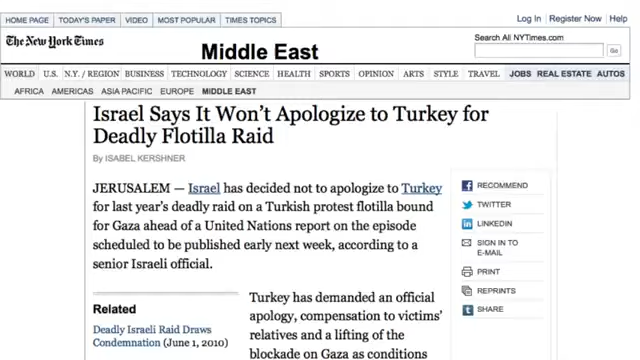 HOME PAGE TODAY'S PAPER VIDEO MOST POPULAR TIMES TOPICS
Log In Register Now Help
The New York Times
Middle East
Search All NYTimes.com
Go
WORLD U.S. N.Y. / REGION BUSINESS TECHNOLOGY SCIENCE HEALTH SPORTS OPINION ARTS STYLE TRAVEL JOBS REAL ESTATE AUTOS
AFRICA AMERICAS ASIA PACIFIC EUROPE MIDDLE EAST
Israel Says It Won't Apologize to Turkey for
Deadly Flotilla Raid
By ISABEL KERSHNER
JERUSALEM — Israel has decided not to apologize to Turkey
for last year's deadly raid on a Turkish protest flotilla bound
for Gaza ahead of a United Nations report on the episode
scheduled to be published early next week, according to a
senior Israeli official.
Related
Deadly Israeli Raid Draws
Condemnation (June 1, 2010)
Turkey has demanded an official
apology, compensation to victims'
relatives and a lifting of the
blockade on Gaza as conditions
RECOMMEND
TWITTER
LINKEDIN
SIGN IN TO
E-MAIL
PRINT
REPRINTS
SHARE